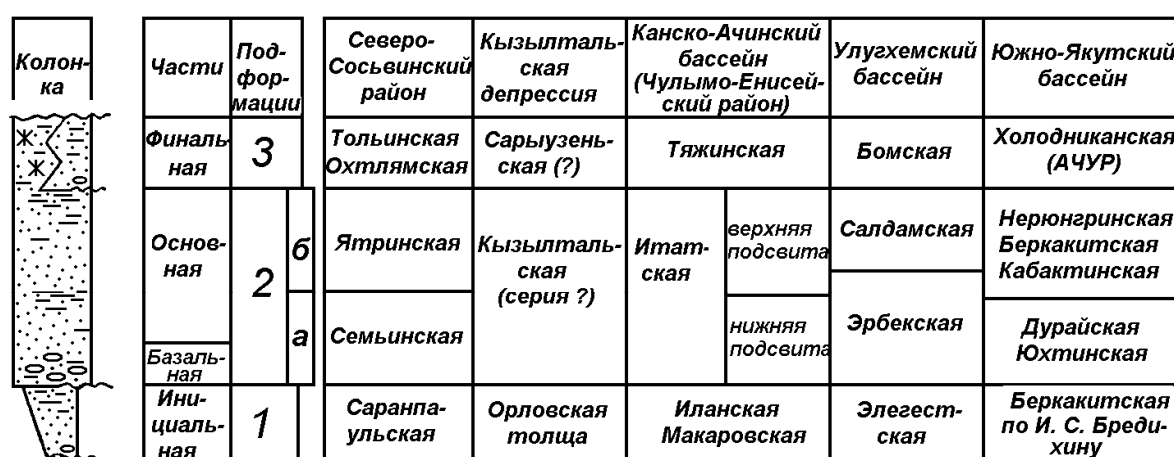 Колон-
ка
Части
Под-
фор-
мации
Северо-
Сосьвинский
район
Кызылталь-
ская
депрессия
Канско-Ачинский
бассейн
(Чулымо-Енисей-
ский район)
Улугхемский
бассейн
Южно-Якутский
бассейн
Финаль-
ная
3
Тольинская
Охтлямская
Сарыузень-
ская (?)
Тяжинская
Бомская
Холодниканская
(АЧУР)
Основ-
ная
Базаль-
ная
2
б
а
Ятринская
Семьинская
Кызылталь-
ская
(серия ?)
Итат-
ская
верхняя
подсвита
нижняя
подсвита
Салдамская
Эрбекская
Нерюнгринская
Беркакитская
Кабактинская
Дурайская
Юхтинская
Ини-
циаль-
ная
1
Саранпа-
ульская
Орловская
толща
Иланская
Макаровская
Элегест-
ская
Беркакитская
по И. С. Бреди-
хину